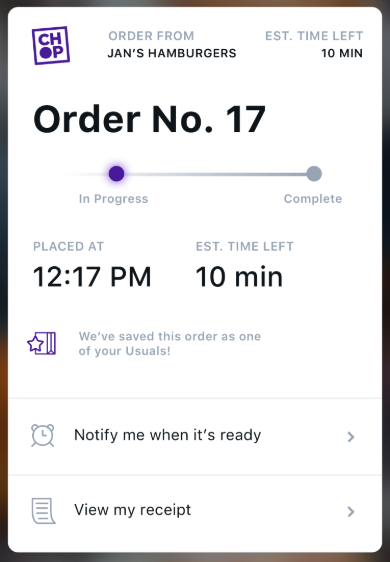 CHOP
ORDER FROM
JAN'S HAMBURGERS
EST. TIME LEFT
10 MIN
Order No. 17
In Progress
Complete
PLACED AT
12:17 PM
EST. TIME LEFT
10 min
We've saved this order as one
of your Usuals!
Notify me when it's ready
View my receipt